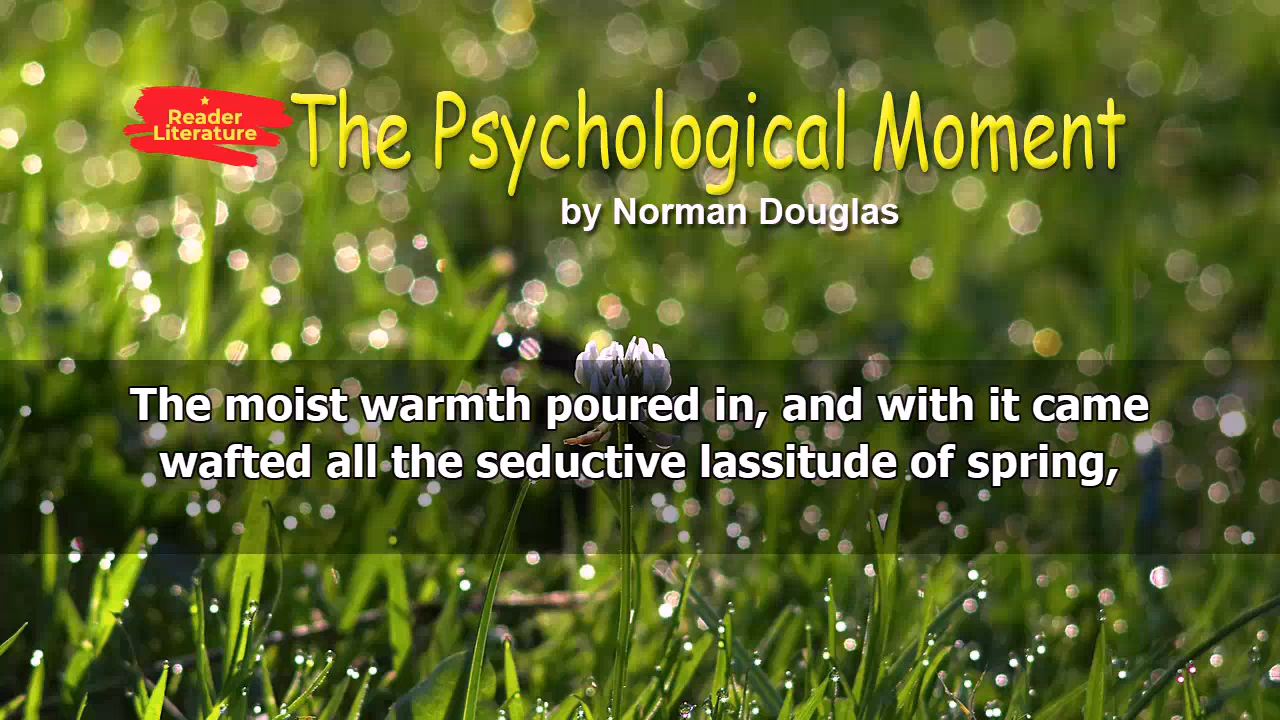 Reader
Literature
The Psychological Moment
by Norman Douglas
The moist warmth poured in, and with it came
wafted all the seductive lassitude of spring,